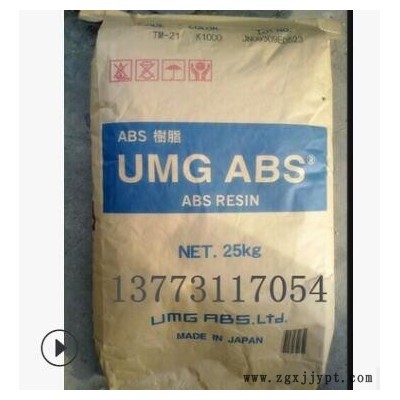 TM-21 K1000
ABS 樹脂
UMG ABS®
ABS RESIN
NET. 25kg
13773117054
UMG ABS, Ltd.
MADE IN JAPAN
www.zgxjjypt.com